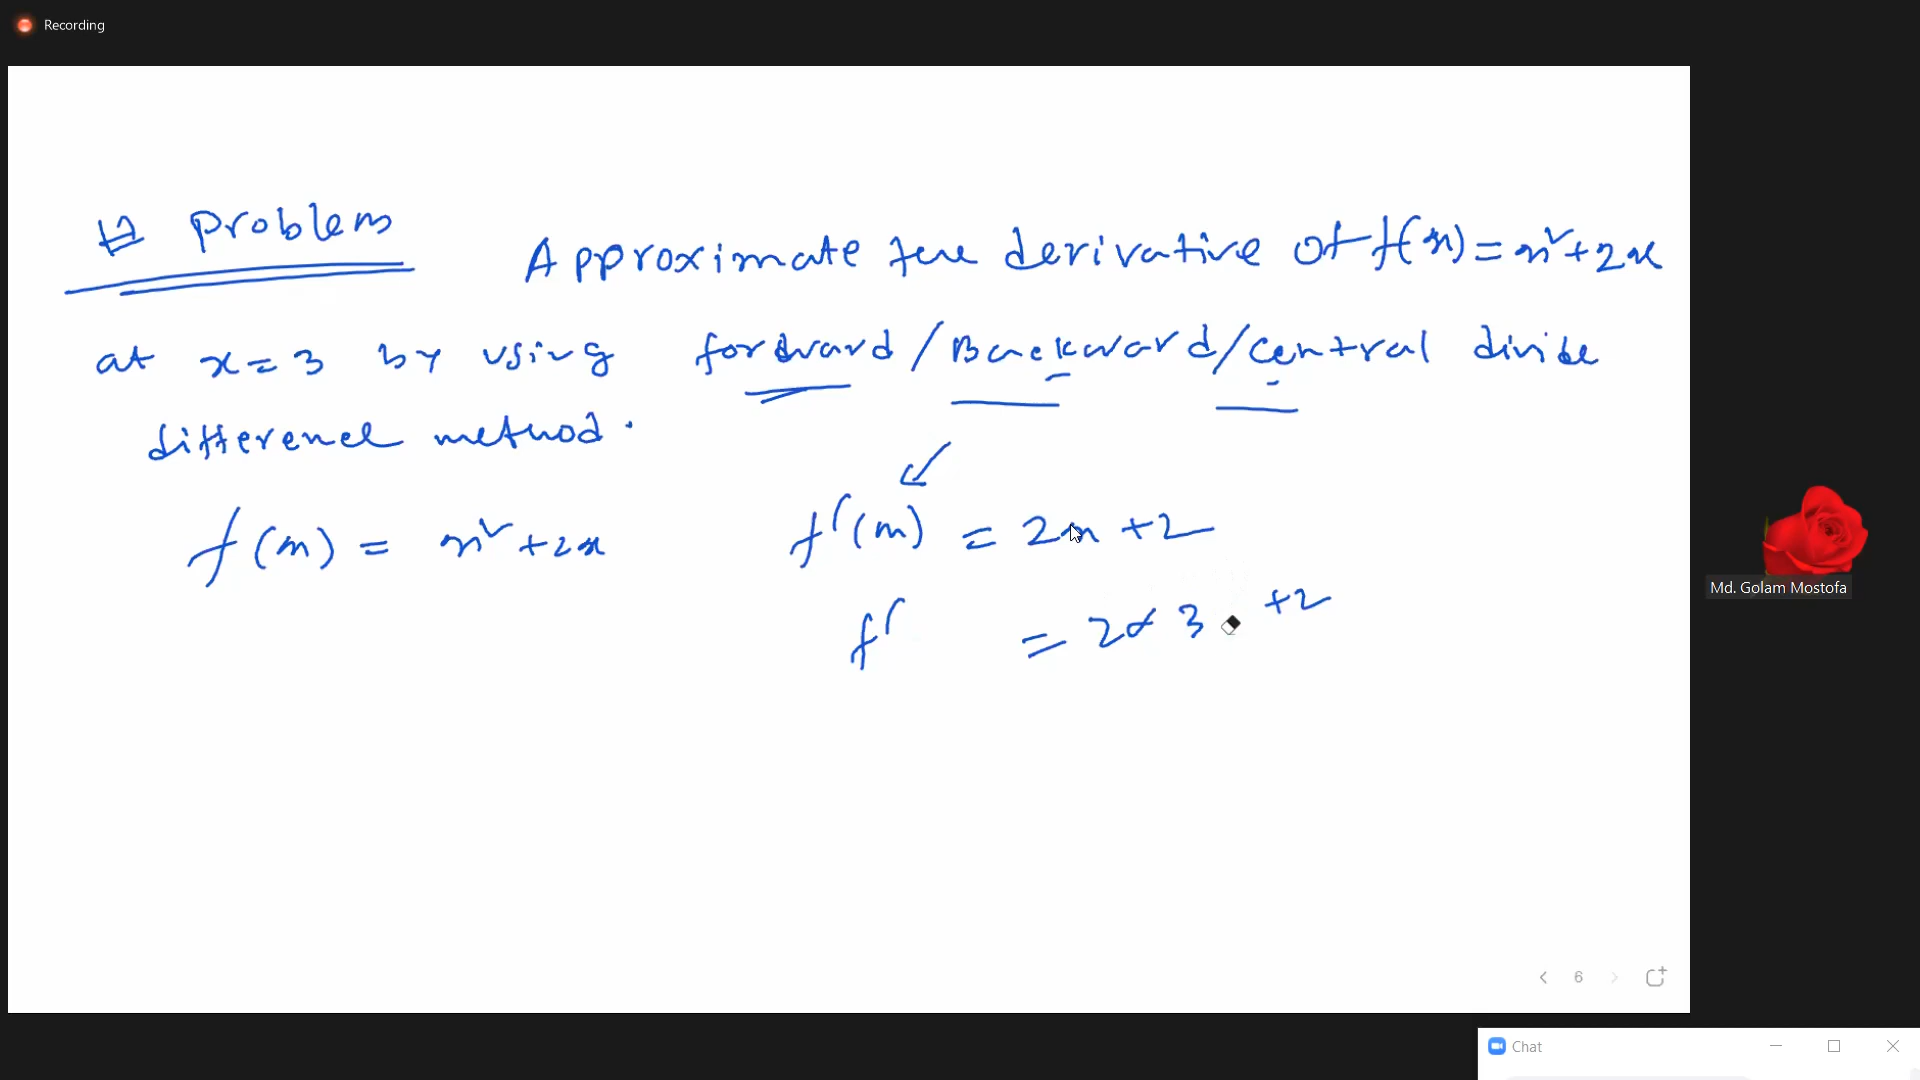 Recording
# Problem
Approximate the derivative of f(x) = x² + 2x
at x = 3 by using forward / Backward / central divide
difference method.
f(x) = x² + 2x
f'(x) = 2x + 2
f' = 2 × 3 + 2
Md. Golam Mostofa
6
Chat